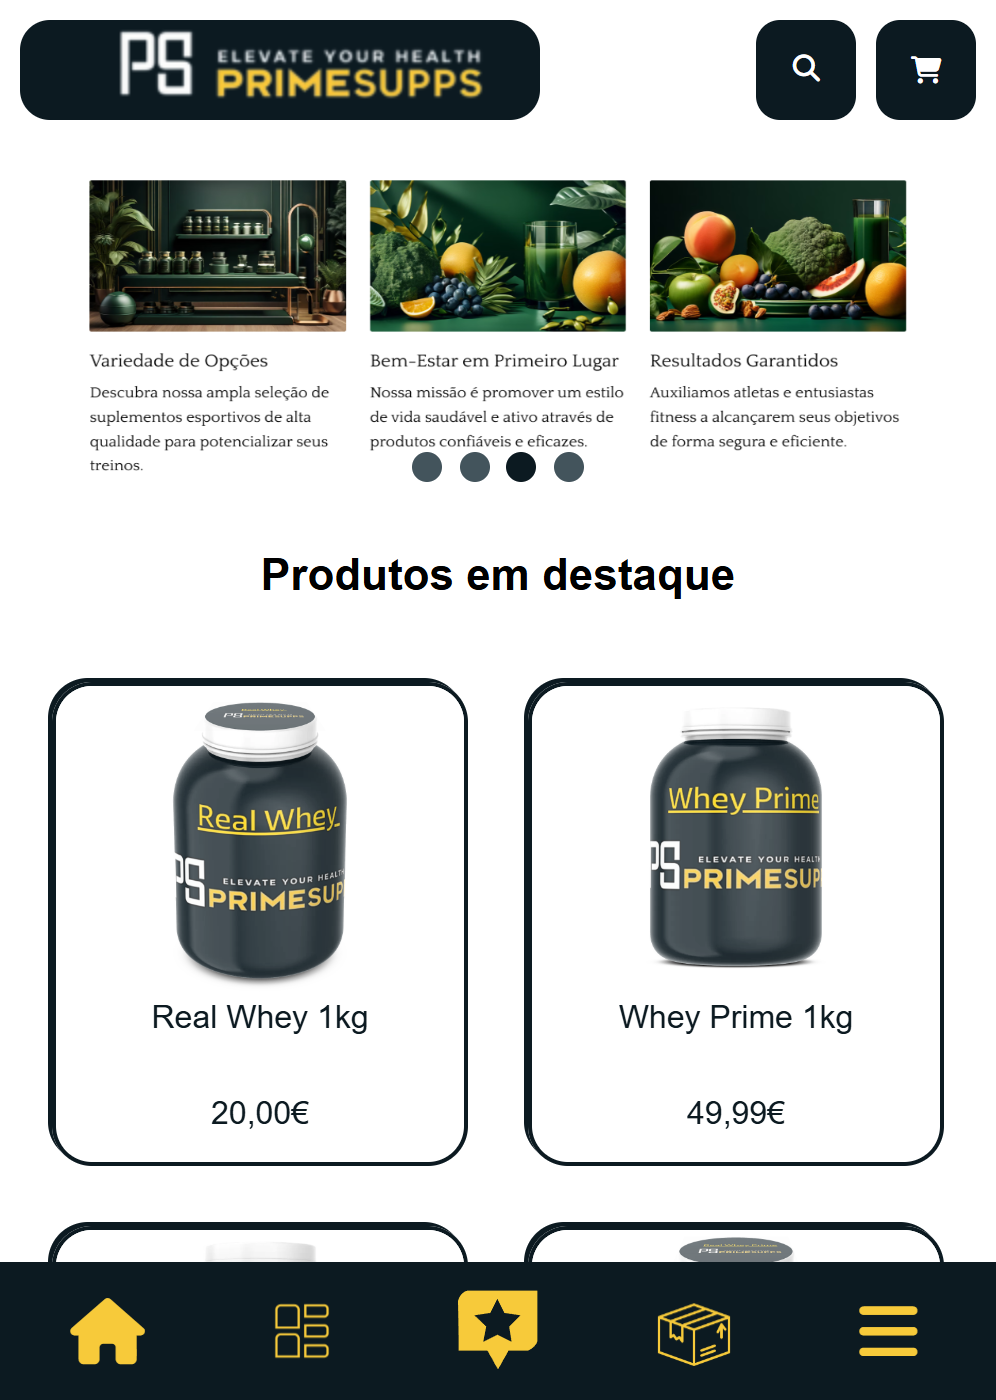 PS ELEVATE YOUR HEALTH
PRIMESUPPS
Variedade de Opções
Descubra nossa ampla seleção de
suplementos esportivos de alta
qualidade para potencializar seus
treinos.
Bem-Estar em Primeiro Lugar
Nossa missão é promover um estilo
de vida saudável e ativo através de
produtos confiáveis e eficazes.
Resultados Garantidos
Auxiliamos atletas e entusiastas
fitness a alcançarem seus objetivos
de forma segura e eficiente.
Produtos em destaque
Real Whey
PS ELEVATE YOUR HEALTH
PRIMESUPP
Real Whey 1kg
20,00€
Whey Prime
PS ELEVATE YOUR HEALTH
PRIMESUP
Whey Prime 1kg
49,99€